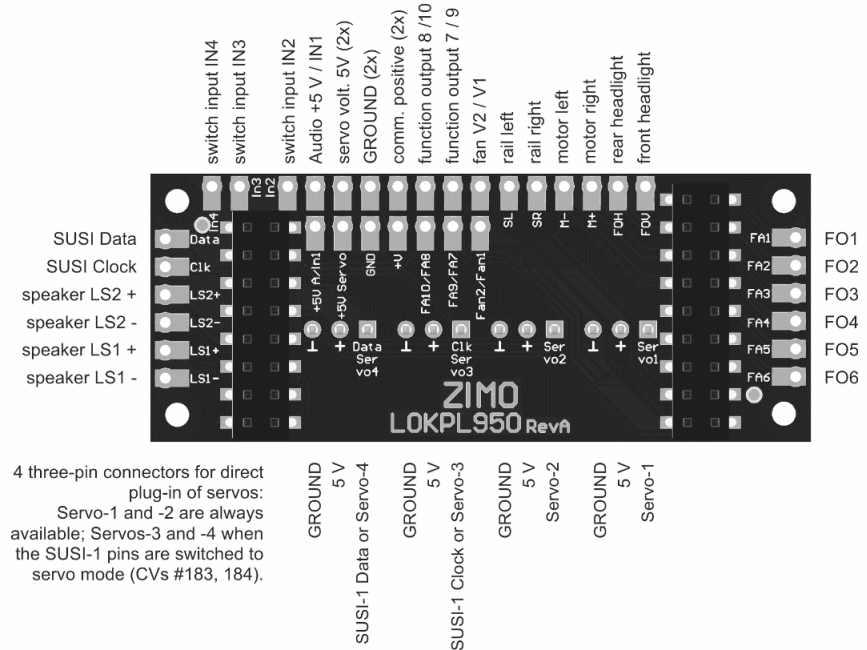 switch input IN4
switch input IN3
switch input IN2
Audio +5 V / IN1
servo volt. 5V (2x)
GROUND (2x)
comm. positive (2x)
function output 8 /10
function output 7 / 9
fan V2 / V1
rail left
rail right
motor left
motor right
rear headlight
front headlight
In4
In3
In2
SL
SR
M-
M+
FOH
FOV
SUSI Data
SUSI Clock
speaker LS2 +
speaker LS2 -
speaker LS1 +
speaker LS1 -
Data
Clk
LS2+
LS2-
LS1+
LS1-
+5V A/In1
+5V Servo
GND
+V
FA10/FA8
FA9/FA7
Fan2/Fan1
FA1
FA2
FA3
FA4
FA5
FA6
FO1
FO2
FO3
FO4
FO5
FO6
⊥
+
Data
Ser
vo4
⊥
+
Clk
Ser
vo3
⊥
+
Ser
vo2
⊥
+
Ser
vo1
ZIMO
LOKPL950 RevA
4 three-pin connectors for direct
plug-in of servos:
Servo-1 and -2 are always
available; Servos-3 and -4 when
the SUSI-1 pins are switched to
servo mode (CVs #183, 184).
GROUND
5 V
SUSI-1 Data or Servo-4
GROUND
5 V
SUSI-1 Clock or Servo-3
GROUND
5 V
Servo-2
GROUND
5 V
Servo-1